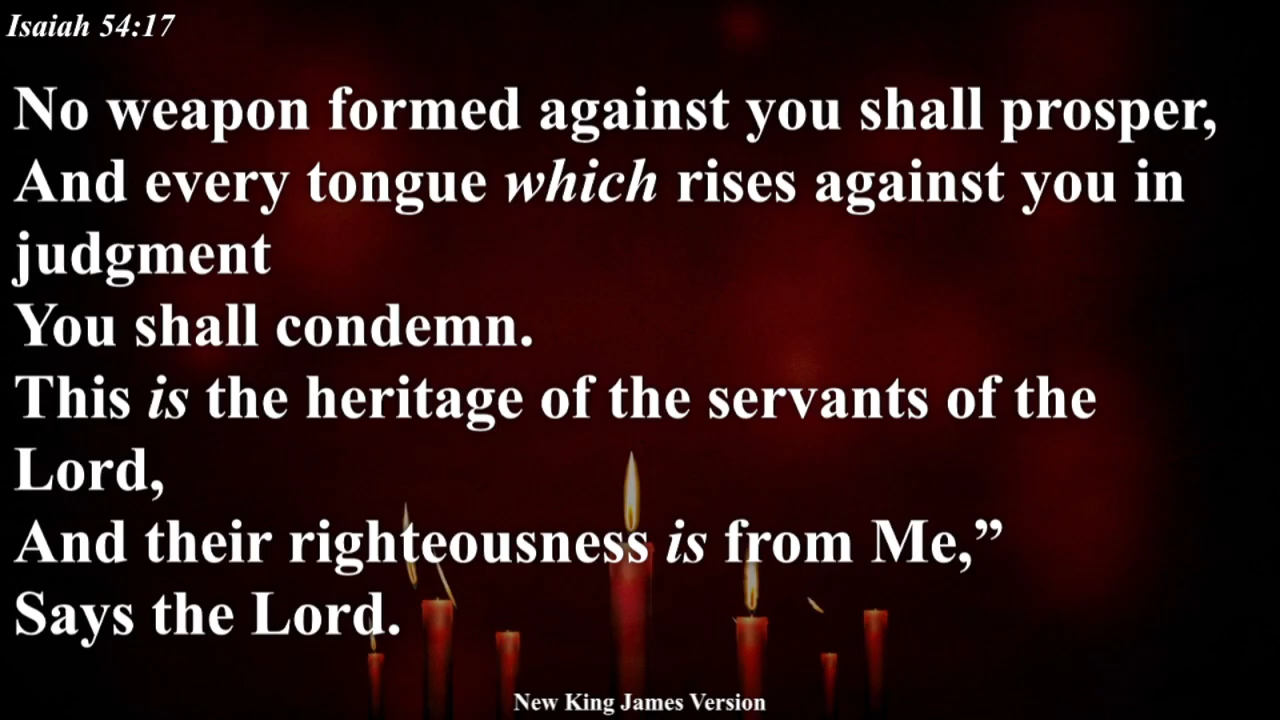 Isaiah 54:17
No weapon formed against you shall prosper,
And every tongue which rises against you in
judgment
You shall condemn.
This is the heritage of the servants of the
Lord,
And their righteousness is from Me,”
Says the Lord.
New King James Version